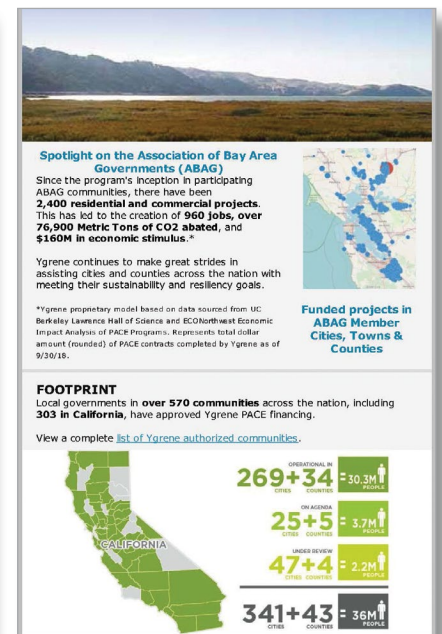 Spotlight on the Association of Bay Area
Governments (ABAG)
Since the program's inception in participating
ABAG communities, there have been
2,400 residential and commercial projects.
This has led to the creation of 960 jobs, over
76,900 Metric Tons of CO2 abated, and
$160M in economic stimulus.*
Ygrene continues to make great strides in
assisting cities and counties across the nation with
meeting their sustainability and resiliency goals.
*Ygrene proprietary model based on data sourced from UC
Berkeley Lawrence Hall of Science and ECONorthwest Economic
Impact Analysis of PACE Programs. Represents total dollar
amount (rounded) of PACE contracts completed by Ygrene as of
9/30/18.
Funded projects in
ABAG Member
Cities, Towns &
Counties
FOOTPRINT
Local governments in over 570 communities across the nation, including
303 in California, have approved Ygrene PACE financing.
View a complete list of Ygrene authorized communities.
CALIFORNIA
OPERATIONAL IN
269+34 = 30.3M
CITIES COUNTIES PEOPLE
ON AGENDA
25+5 = 3.7M
CITIES COUNTIES PEOPLE
UNDER REVIEW
47+4 = 2.2M
CITIES COUNTIES PEOPLE
341+43 = 36M
CITIES COUNTIES PEOPLE